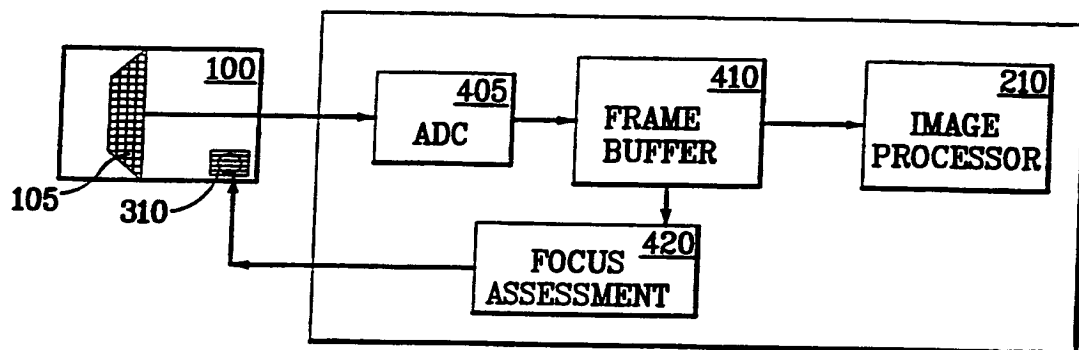 100
105
310
405
ADC
410
FRAME
BUFFER
210
IMAGE
PROCESSOR
420
FOCUS
ASSESSMENT